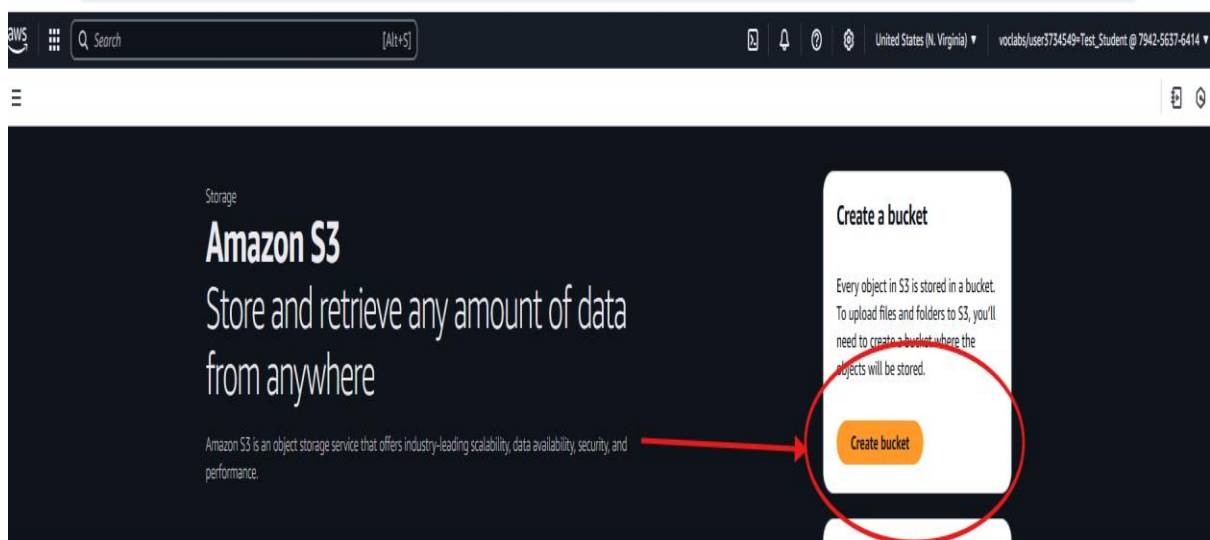 aws
Search [Alt+S]
United States (N. Virginia) ▼ voclabs/user3734549=Test_Student @ 7942-5637-6414 ▼
Storage
Amazon S3
Store and retrieve any amount of data
from anywhere
Amazon S3 is an object storage service that offers industry-leading scalability, data availability, security, and
performance.
Create a bucket
Every object in S3 is stored in a bucket.
To upload files and folders to S3, you'll
need to create a bucket where the
objects will be stored.
Create bucket